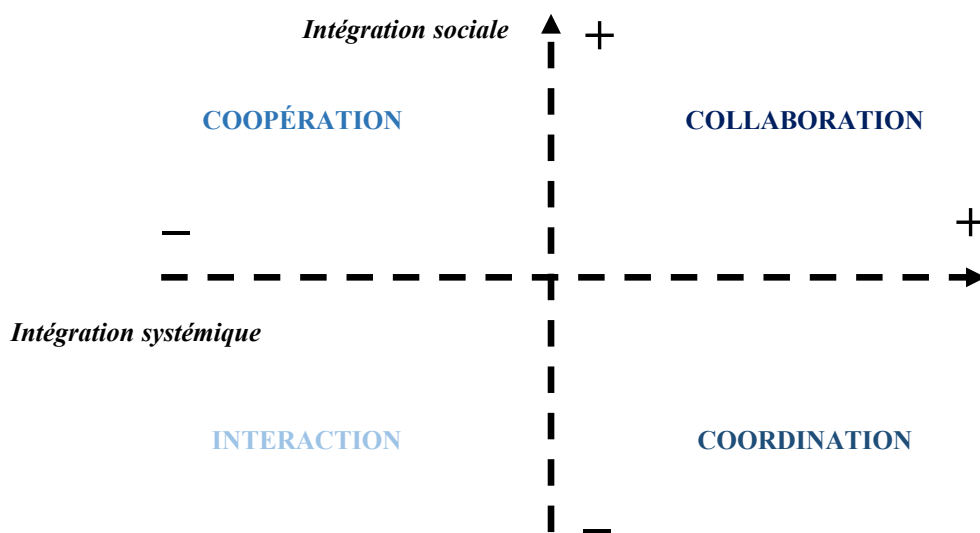 Intégration sociale
+
COOPÉRATION
COLLABORATION
–
+
Intégration systémique
INTERACTION
COORDINATION
–